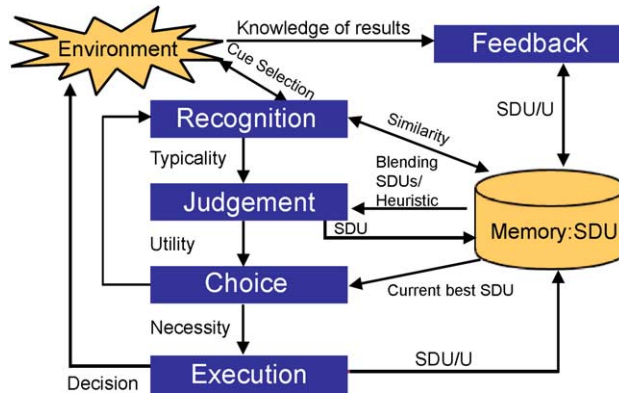 Knowledge of results
Environment
Feedback
Cue Selection
SDU/U
Recognition
Similarity
Typicality
Blending
SDUs/
Heuristic
Judgement
SDU
Memory:SDU
Utility
Choice
Current best SDU
Necessity
SDU/U
Decision
Execution